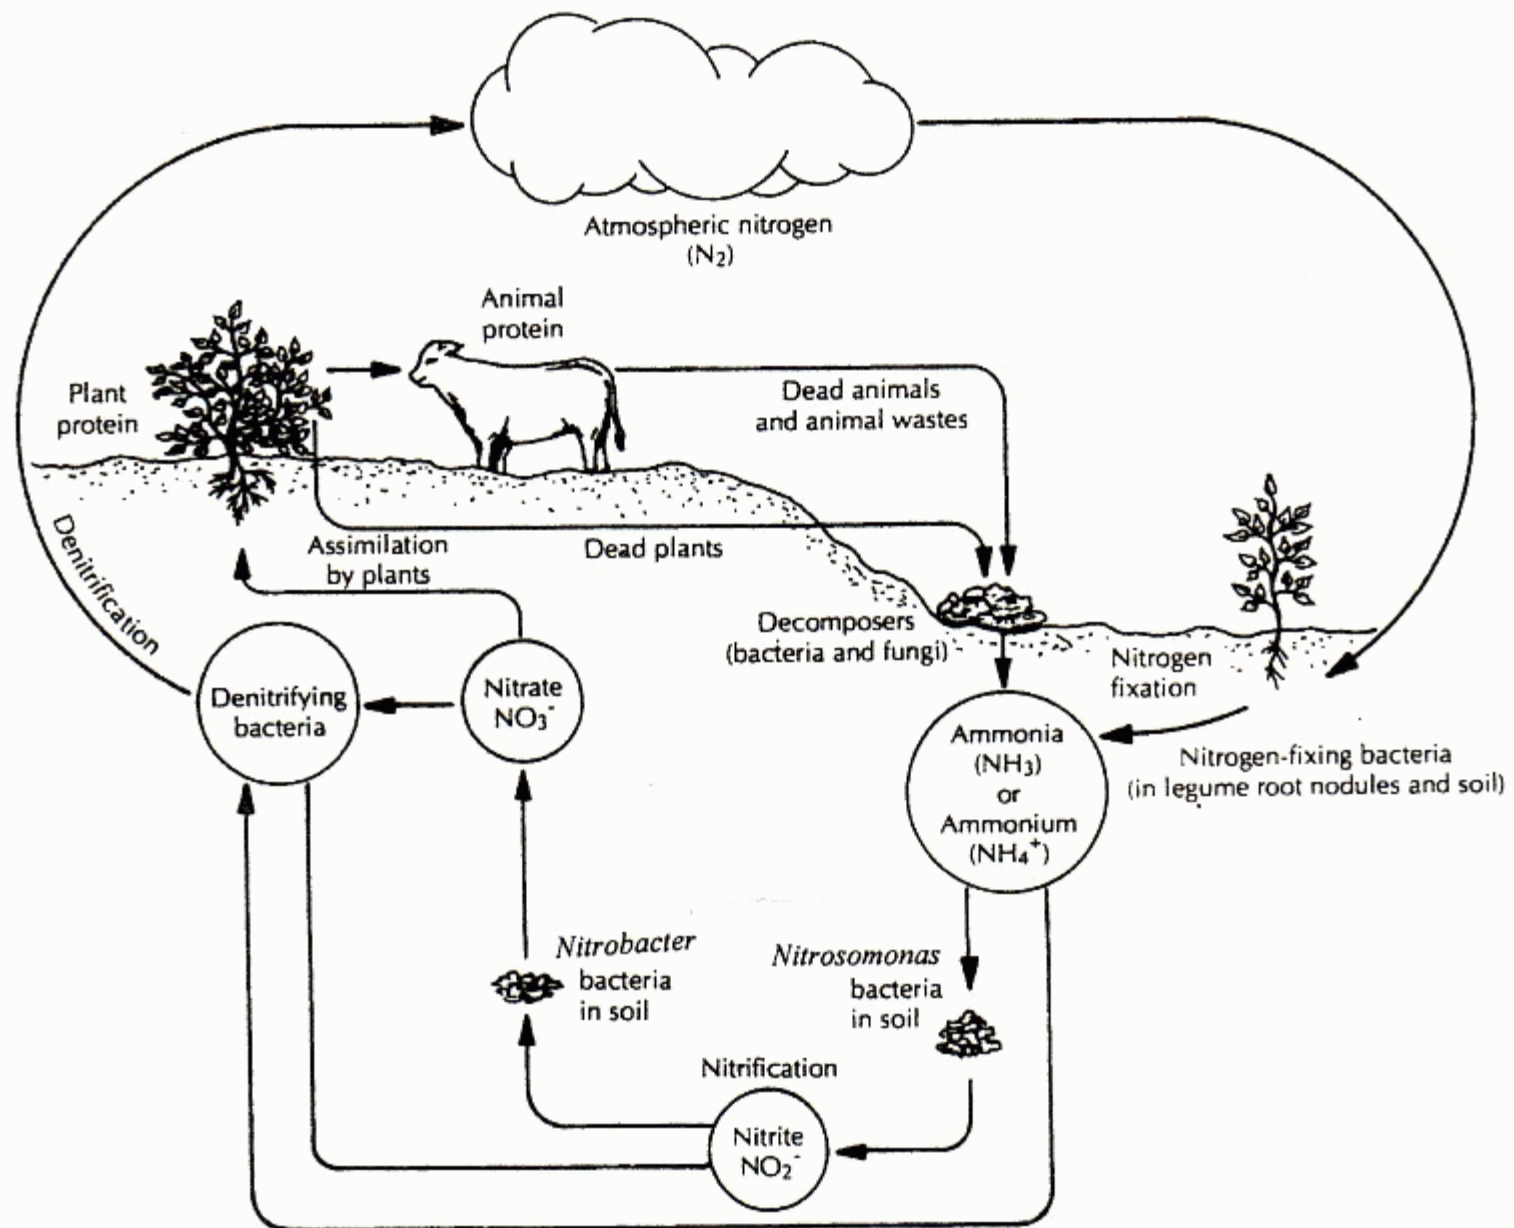 Atmospheric nitrogen
(N₂)
Animal
protein
Plant
protein
Dead animals
and animal wastes
Denitrification
Assimilation
by plants
Dead plants
Decomposers
(bacteria and fungi)
Nitrogen
fixation
Denitrifying
bacteria
Nitrate
NO₃⁻
Ammonia
(NH₃)
or
Ammonium
(NH₄⁺)
Nitrogen-fixing bacteria
(in legume root nodules and soil)
Nitrobacter
bacteria
in soil
Nitrosomonas
bacteria
in soil
Nitrification
Nitrite
NO₂⁻